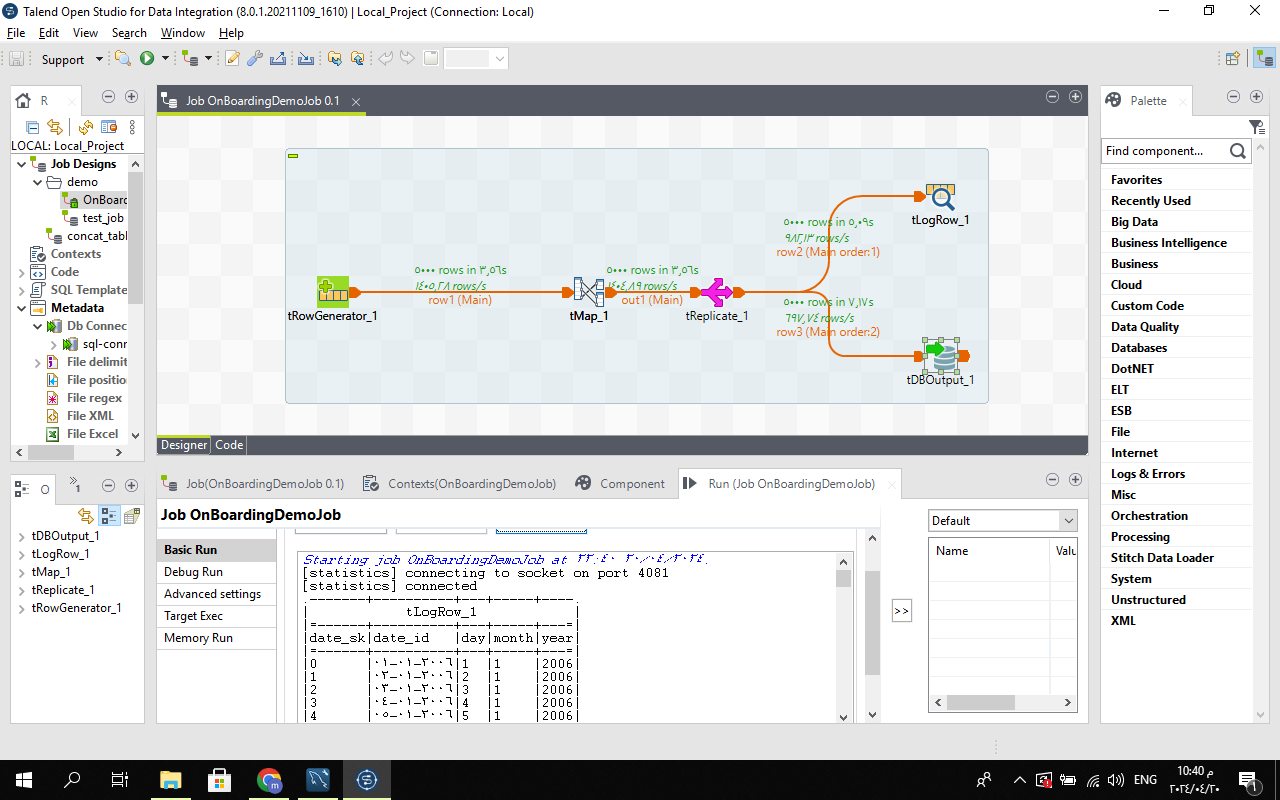 Talend Open Studio for Data Integration (8.0.1.20211109_1610) | Local_Project (Connection: Local)
File Edit View Search Window Help
Support
R
LOCAL: Local_Project
Job Designs
demo
OnBoard
test_job
concat_tabl
Contexts
Code
SQL Template
Metadata
Db Connec
sql-conr
File delimit
File positio
File regex
File XML
File Excel
Job OnBoardingDemoJob 0.1
tRowGenerator_1
٥٠٠٠ rows in ٣٫٥٦s
١٤٠٥٫٢٨ rows/s
row1 (Main)
tMap_1
٥٠٠٠ rows in ٣٫٥٦s
١٤٠٤٫٨٩ rows/s
out1 (Main)
tReplicate_1
٥٠٠٠ rows in ٥٫٠٩s
٩٨٢٫١٣ rows/s
row2 (Main order:1)
tLogRow_1
٥٠٠٠ rows in ٧٫١٧s
٦٩٧٫٧٤ rows/s
row3 (Main order:2)
tDBOutput_1
Designer Code
Palette
Find component...
Favorites
Recently Used
Big Data
Business Intelligence
Business
Cloud
Custom Code
Data Quality
Databases
DotNET
ELT
ESB
File
Internet
Logs & Errors
Misc
Orchestration
Processing
Stitch Data Loader
System
Unstructured
XML
O
1
tDBOutput_1
tLogRow_1
tMap_1
tReplicate_1
tRowGenerator_1
Job(OnBoardingDemoJob 0.1) Contexts(OnBoardingDemoJob) Component Run (Job OnBoardingDemoJob)
Job OnBoardingDemoJob
Basic Run
Debug Run
Advanced settings
Target Exec
Memory Run
Starting job OnBoardingDemoJob at ٢٢:٤٠ ٢٠/٠٤/٢٠٢٤.
[statistics] connecting to socket on port 4081
[statistics] connected
tLogRow_1
date_sk|date_id |day|month|year
0 |٠١-٠١-٢٠٠٦|1 |1 |2006
1 |٠٢-٠١-٢٠٠٦|2 |1 |2006
2 |٠٣-٠١-٢٠٠٦|3 |1 |2006
3 |٠٤-٠١-٢٠٠٦|4 |1 |2006
4 |٠٥-٠١-٢٠٠٦|5 |1 |2006
>>
Default
Name Valu
ENG
10:40 م
٢٠٢٤/٠٤/٢٠
1